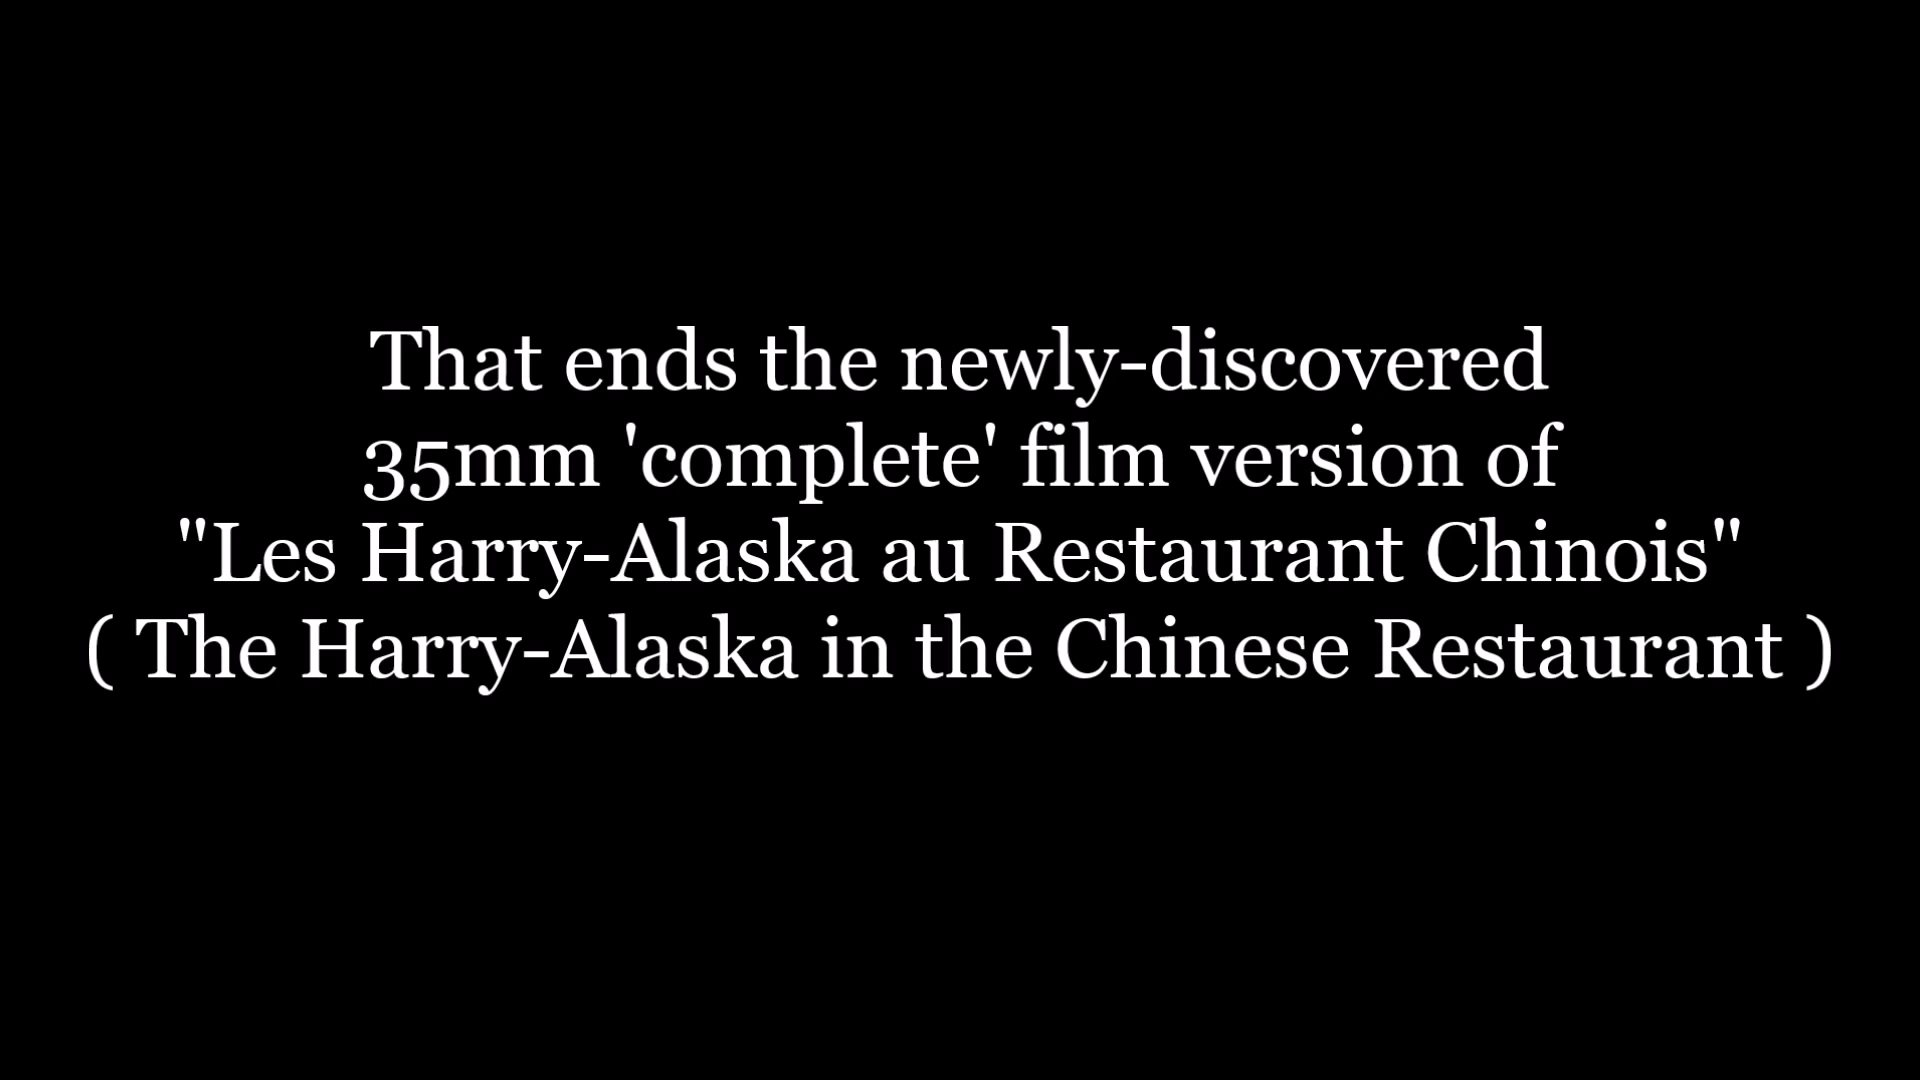 That ends the newly-discovered
35mm 'complete' film version of
"Les Harry-Alaska au Restaurant Chinois"
( The Harry-Alaska in the Chinese Restaurant )